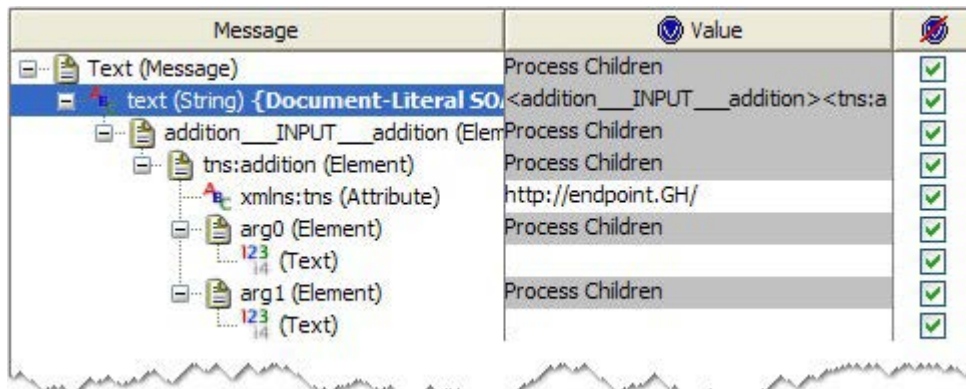 Message Value
Text (Message) Process Children
text (String) {Document-Literal SO <addition___INPUT___addition><tns:a
addition___INPUT___addition (Elem Process Children
tns:addition (Element) Process Children
xmlns:tns (Attribute) http://endpoint.GH/
arg0 (Element) Process Children
(Text)
arg1 (Element) Process Children
(Text)